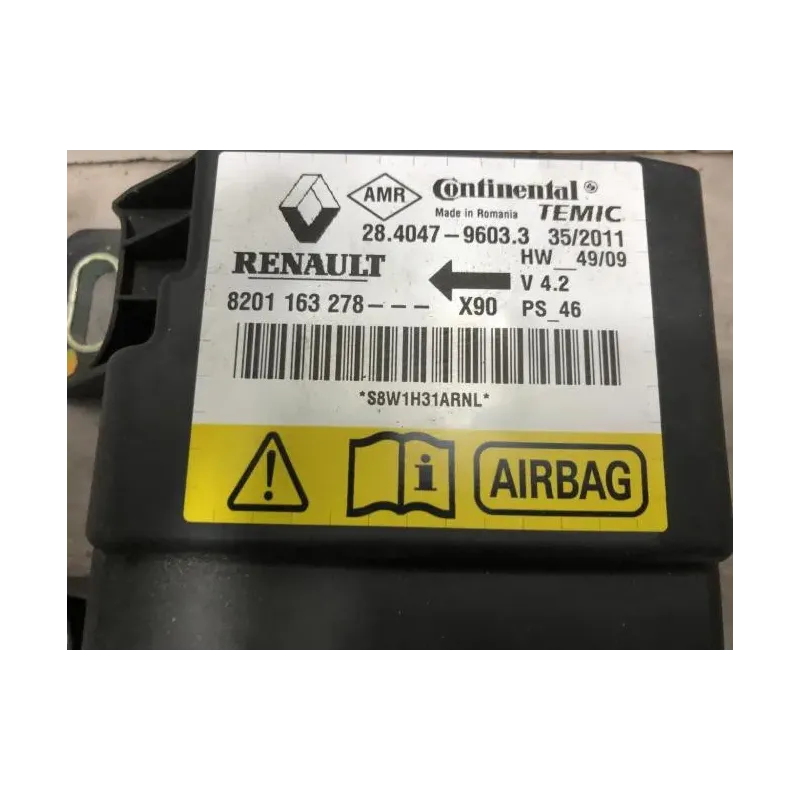 AMR Continental
Made in Romania TEMIC
28.4047-9603.3 35/2011
RENAULT HW__49/09
V 4.2
8201 163 278--- X90 PS_46
*S8W1H31ARNL*
i AIRBAG